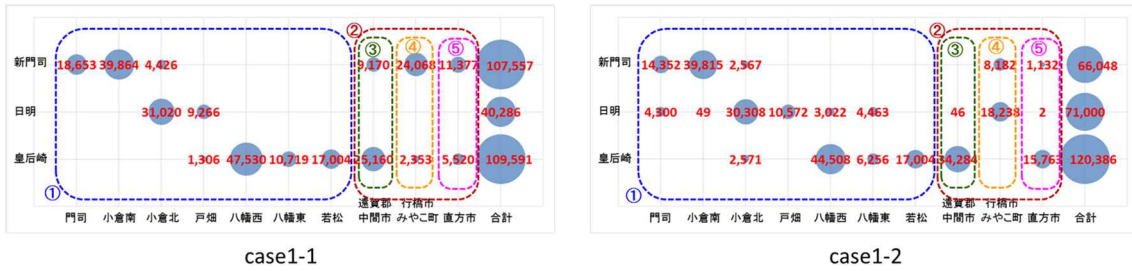 ②
③ ④ ⑤
新門司 18,653 39,864 4,426 9,170 24,068 11,377 107,557
日明 31,020 9,266 40,286
皇后崎 1,306 47,530 10,719 17,004 25,160 2,353 5,520 109,591
①
門司 小倉南 小倉北 戸畑 八幡西 八幡東 若松 遠賀郡 中間市 行橋市 みやこ町 直方市 合計
case1-1
②
③ ④ ⑤
新門司 14,352 39,815 2,567 8,182 1,132 66,048
日明 4,300 49 30,308 10,572 3,022 4,463 46 18,238 2 71,000
皇后崎 2,571 44,508 6,256 17,004 34,284 15,763 120,386
①
門司 小倉南 小倉北 戸畑 八幡西 八幡東 若松 遠賀郡 中間市 行橋市 みやこ町 直方市 合計
case1-2